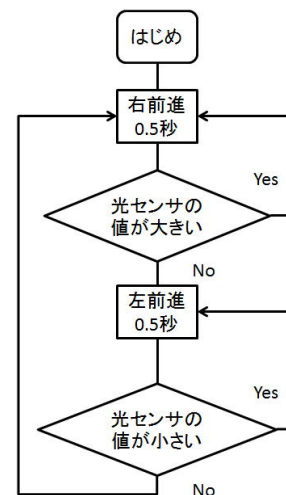 はじめ
右前進
0.5秒
光センサの
値が大きい
Yes
No
左前進
0.5秒
光センサの
値が小さい
Yes
No